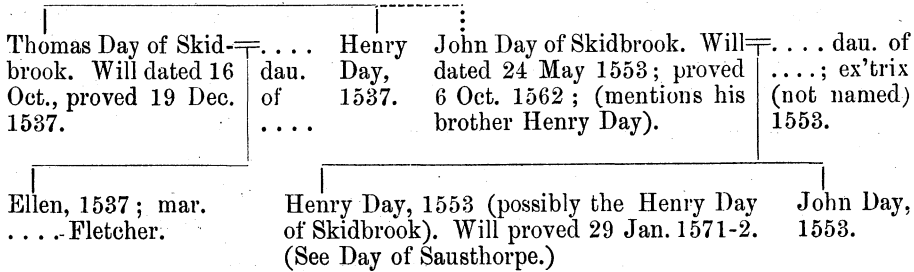 Thomas Day of Skid-
brook. Will dated 16
Oct., proved 19 Dec.
1537.
. . . .
dau.
of
. . . .
Henry
Day,
1537.
John Day of Skidbrook. Will
dated 24 May 1553; proved
6 Oct. 1562; (mentions his
brother Henry Day).
. . . . dau. of
. . . .; ex'trix
(not named)
1553.
Ellen, 1537; mar.
. . . . Fletcher.
Henry Day, 1553 (possibly the Henry Day
of Skidbrook). Will proved 29 Jan. 1571-2.
(See Day of Sausthorpe.)
John Day,
1553.